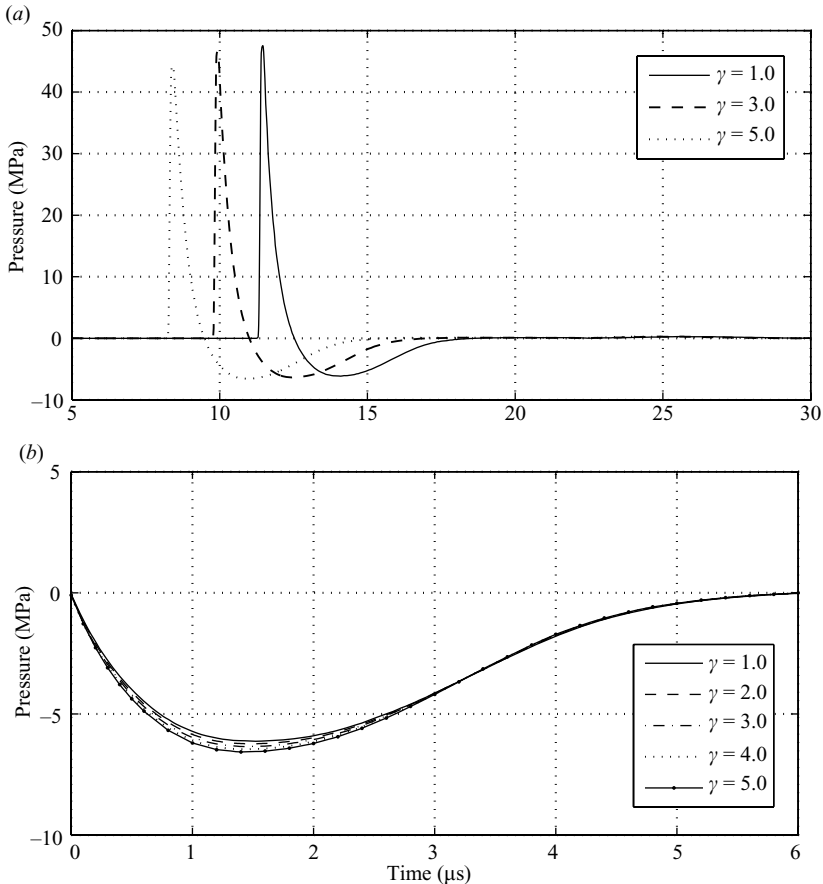 (a)
50
40
30
20
10
0
–10
Pressure (MPa)
γ = 1.0
γ = 3.0
γ = 5.0
5 10 15 20 25 30
(b)
5
0
–5
–10
Pressure (MPa)
γ = 1.0
γ = 2.0
γ = 3.0
γ = 4.0
γ = 5.0
0 1 2 3 4 5 6
Time (μs)